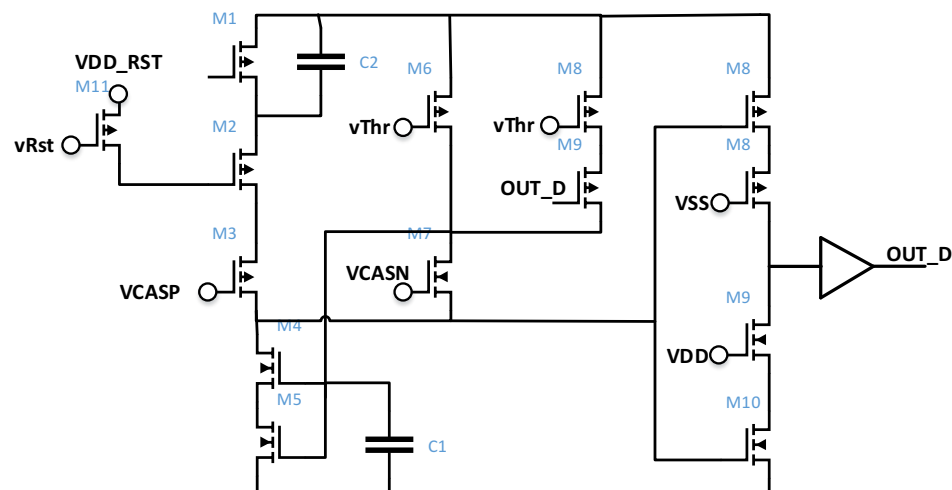 M1
VDD_RST
C2
M6
M8
M8
M11
vRst
M2
vThr
vThr
M9
M8
OUT_D
VSS
M3
M7
VCASP
VCASN
OUT_D
M4
M9
VDD
M5
M10
C1